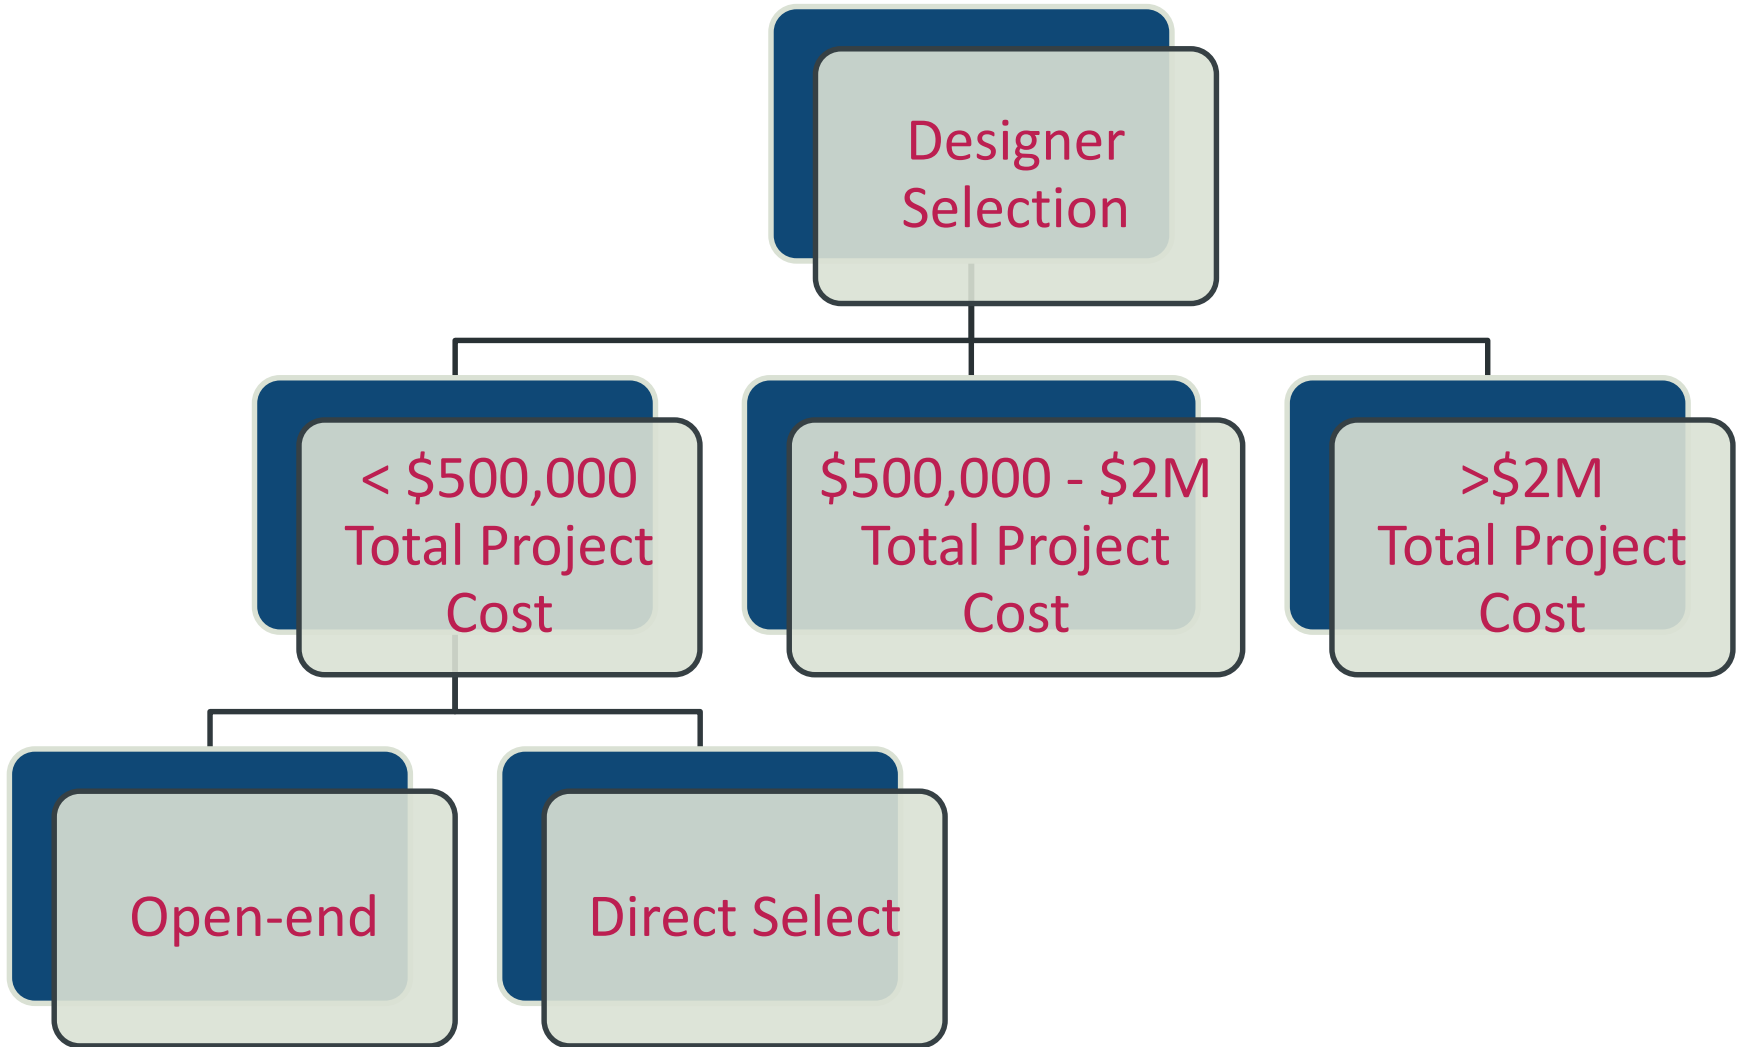 Designer
Selection
< $500,000
Total Project
Cost
$500,000 - $2M
Total Project
Cost
>$2M
Total Project
Cost
Open-end
Direct Select